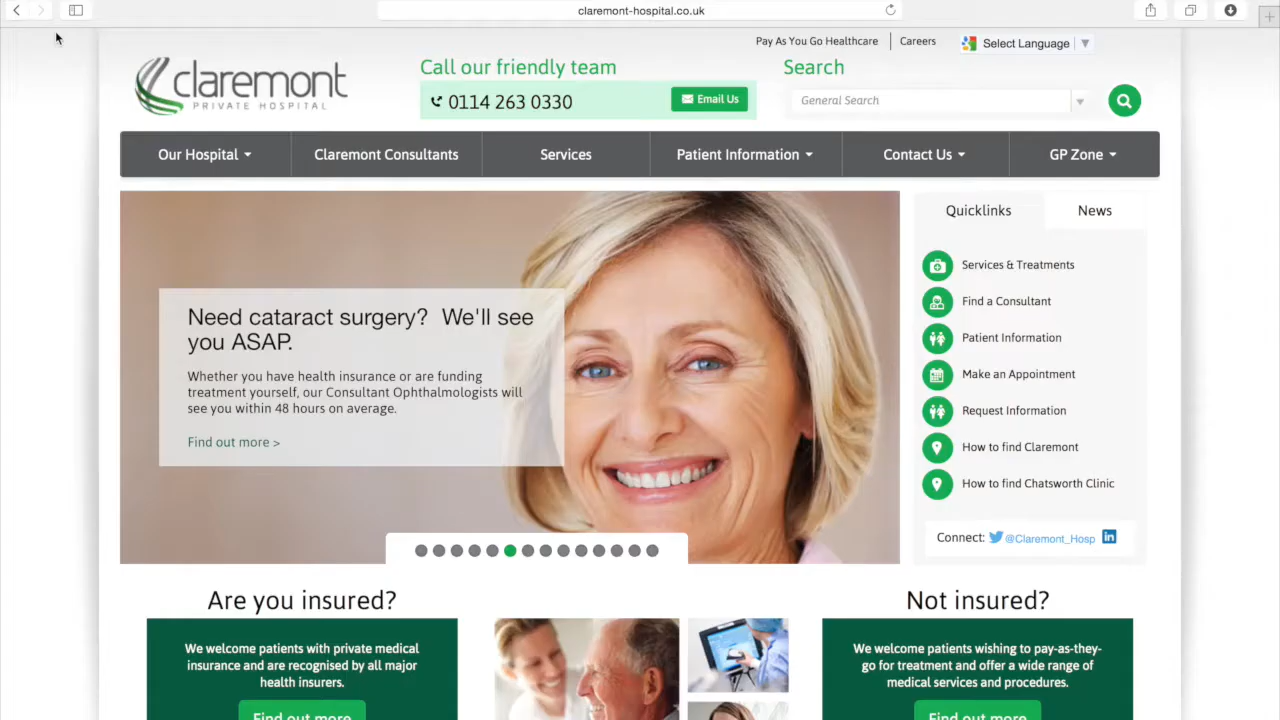 claremont-hospital.co.uk
Pay As You Go Healthcare
Careers
Select Language
claremont
PRIVATE HOSPITAL
Call our friendly team
0114 263 0330
Email Us
Search
General Search
Our Hospital
Claremont Consultants
Services
Patient Information
Contact Us
GP Zone
Need cataract surgery? We'll see
you ASAP.
Whether you have health insurance or are funding
treatment yourself, our Consultant Ophthalmologists will
see you within 48 hours on average.
Find out more >
Quicklinks
News
Services & Treatments
Find a Consultant
Patient Information
Make an Appointment
Request Information
How to find Claremont
How to find Chatsworth Clinic
Connect: @Claremont_Hosp in
Are you insured?
We welcome patients with private medical
insurance and are recognised by all major
health insurers.
Find out more
Not insured?
We welcome patients wishing to pay-as-they-
go for treatment and offer a wide range of
medical services and procedures.
Find out more